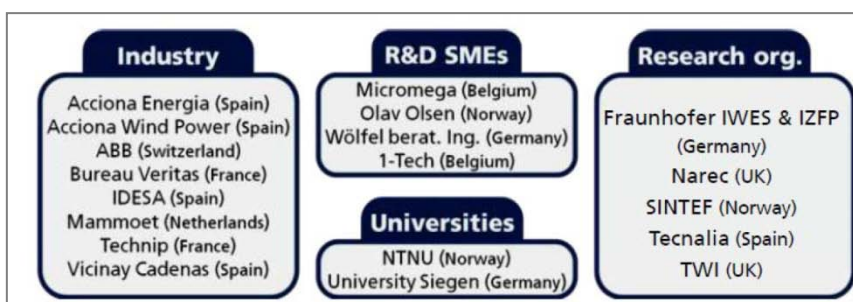 Industry
Acciona Energia (Spain)
Acciona Wind Power (Spain)
ABB (Switzerland)
Bureau Veritas (France)
IDESA (Spain)
Mammoet (Netherlands)
Technip (France)
Vicinay Cadenas (Spain)
R&D SMEs
Micromega (Belgium)
Olav Olsen (Norway)
Wölfel berat. Ing. (Germany)
1-Tech (Belgium)
Universities
NTNU (Norway)
University Siegen (Germany)
Research org.
Fraunhofer IWES & IZFP
(Germany)
Narec (UK)
SINTEF (Norway)
Tecnalia (Spain)
TWI (UK)